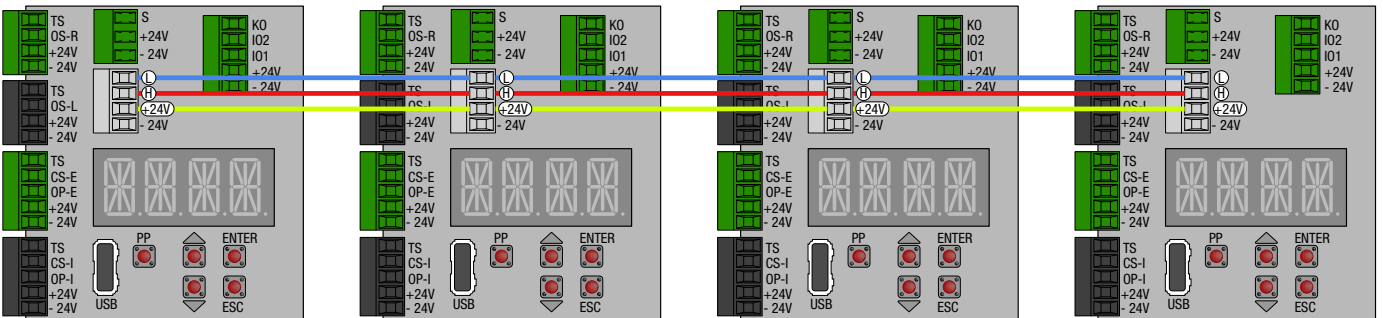 TS
OS-R
+24V
- 24V
S
+24V
- 24V
KO
IO2
IO1
+24V
- 24V
L
H
+24V
- 24V
TS
OS-L
+24V
- 24V
TS
CS-E
OP-E
+24V
- 24V
TS
CS-I
OP-I
+24V
- 24V
PP
ENTER
USB
ESC
TS
OS-R
+24V
- 24V
S
+24V
- 24V
KO
IO2
IO1
+24V
- 24V
L
H
+24V
- 24V
TS
OS-L
+24V
- 24V
TS
CS-E
OP-E
+24V
- 24V
TS
CS-I
OP-I
+24V
- 24V
PP
ENTER
USB
ESC
TS
OS-R
+24V
- 24V
S
+24V
- 24V
KO
IO2
IO1
+24V
- 24V
L
H
+24V
- 24V
TS
OS-L
+24V
- 24V
TS
CS-E
OP-E
+24V
- 24V
TS
CS-I
OP-I
+24V
- 24V
PP
ENTER
USB
ESC
TS
OS-R
+24V
- 24V
S
+24V
- 24V
KO
IO2
IO1
+24V
- 24V
L
H
+24V
- 24V
TS
OS-L
+24V
- 24V
TS
CS-E
OP-E
+24V
- 24V
TS
CS-I
OP-I
+24V
- 24V
PP
ENTER
USB
ESC